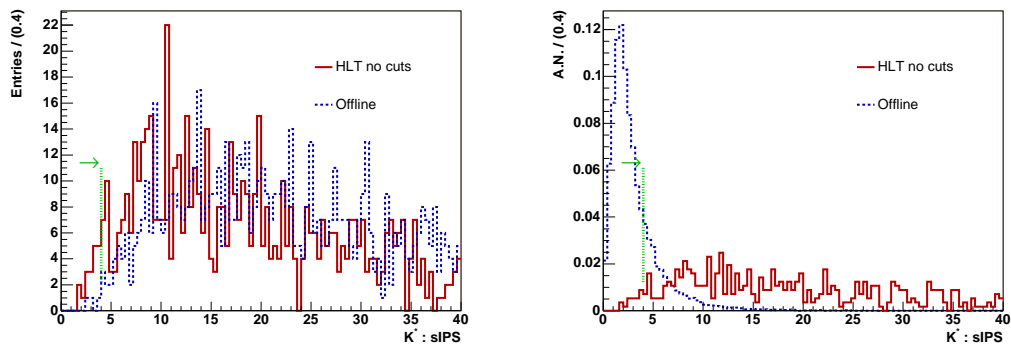 Entries / (0.4)
22
20
18
16
14
12
10
8
6
4
2
0
0 5 10 15 20 25 30 35 40
K* : sIPS
HLT no cuts
Offline
A.N. / (0.4)
0.12
0.1
0.08
0.06
0.04
0.02
0
0 5 10 15 20 25 30 35 40
K* : sIPS
HLT no cuts
Offline